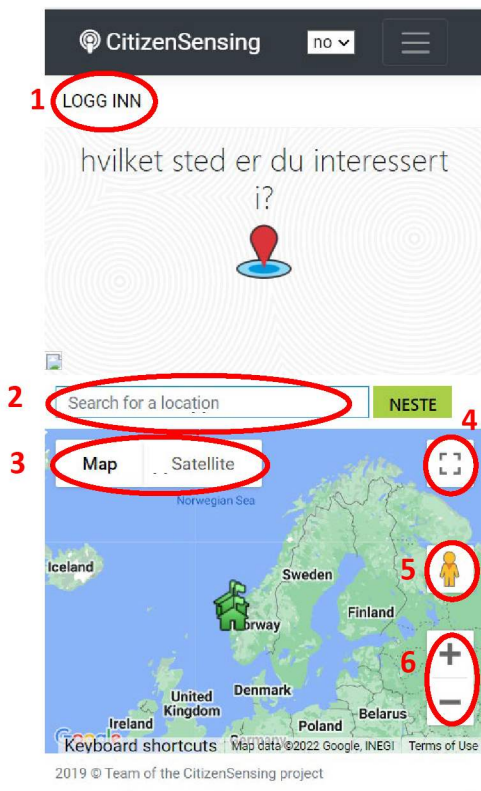 CitizenSensing no
1 LOGG INN
hvilket sted er du interessert
i?
2 Search for a location NESTE
4
3 Map Satellite
Norwegian Sea
Iceland
Sweden
5
Finland
Norway
6 +
Denmark
United
Kingdom
Belarus
−
Ireland
Poland
Google
Germany
Keyboard shortcuts Map data ©2022 Google, INEGI Terms of Use
2019 © Team of the CitizenSensing project